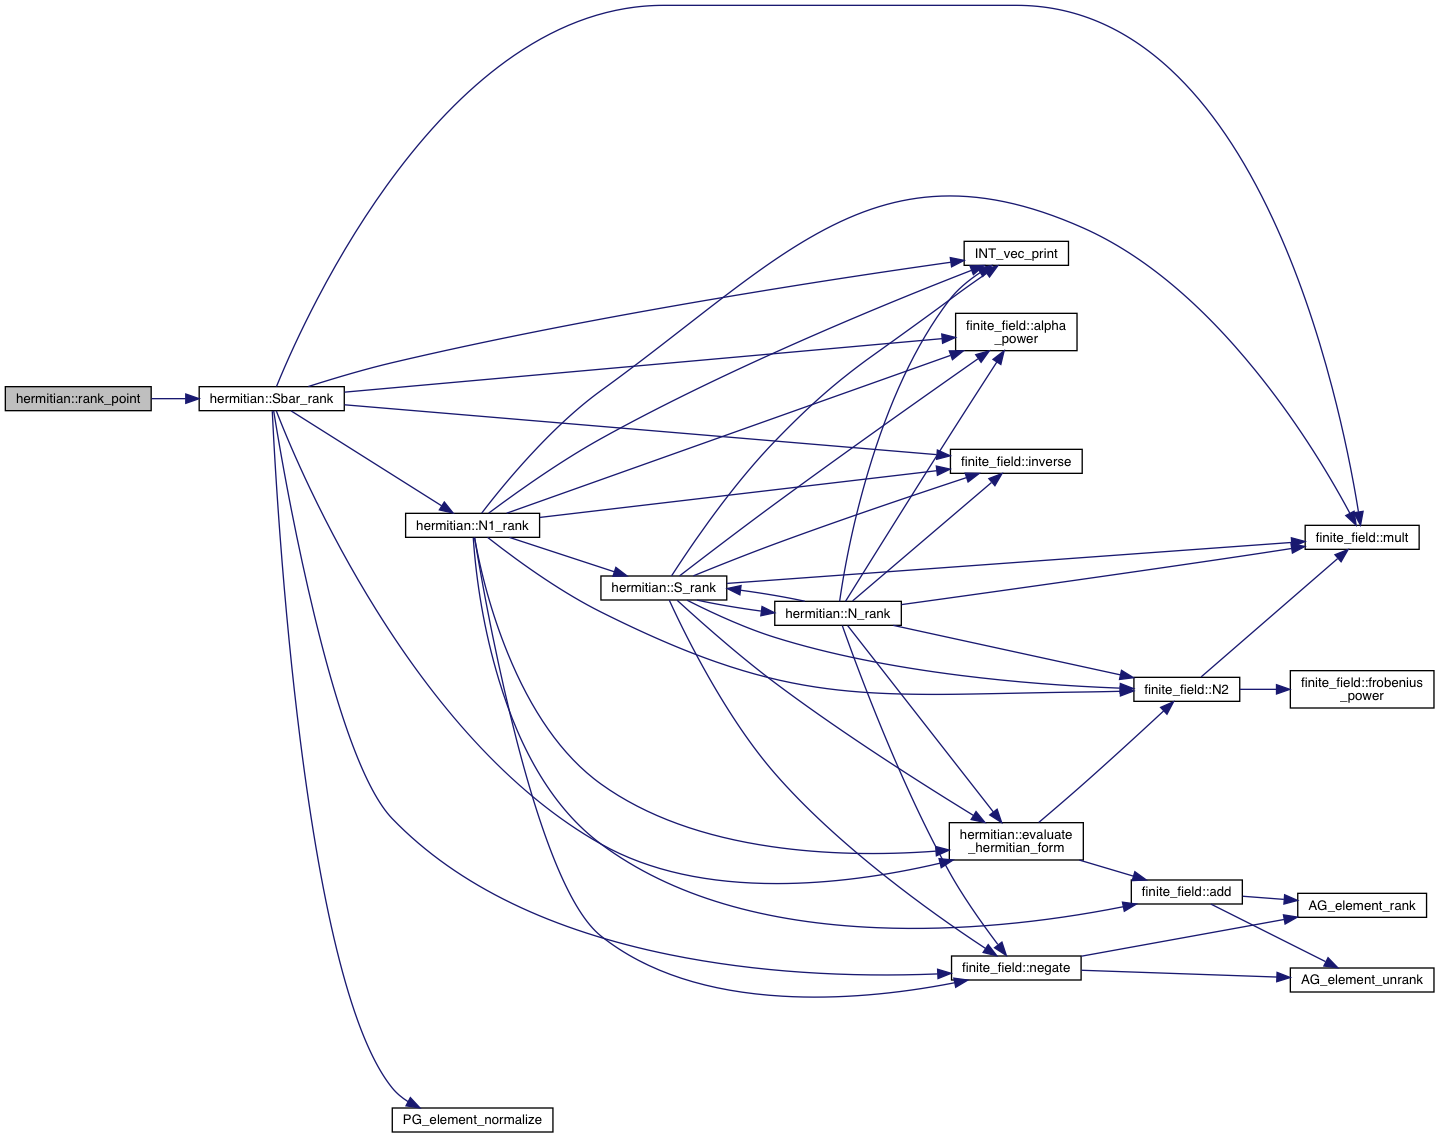 hermitian::rank_point
hermitian::Sbar_rank
hermitian::N1_rank
hermitian::S_rank
hermitian::N_rank
INT_vec_print
finite_field::alpha
_power
finite_field::inverse
finite_field::mult
finite_field::N2
finite_field::frobenius
_power
hermitian::evaluate
_hermitian_form
finite_field::add
AG_element_rank
finite_field::negate
AG_element_unrank
PG_element_normalize